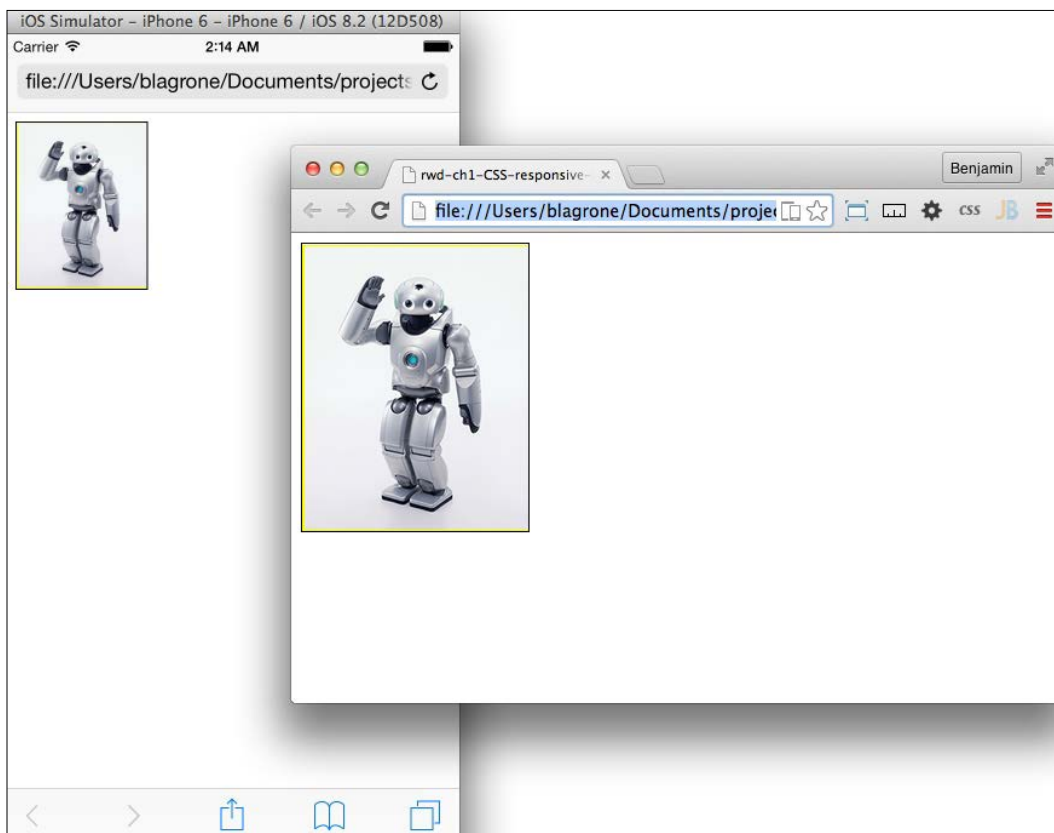 iOS Simulator – iPhone 6 – iPhone 6 / iOS 8.2 (12D508)
Carrier
2:14 AM
file:///Users/blagrone/Documents/projects
rwd-ch1-CSS-responsive-
Benjamin
file:///Users/blagrone/Documents/projec
CSS
JB